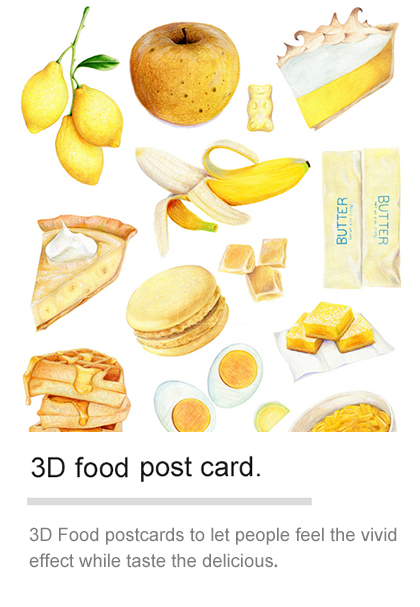 BUTTER
BUTTER
3D food post card.
3D Food postcards to let people feel the vivid
effect while taste the delicious.